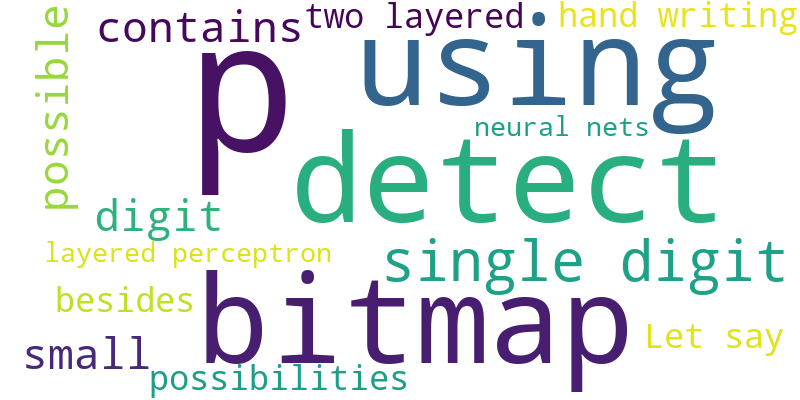 contains
two layered
hand writing
possible
p
using
neural nets
detect
digit
layered perceptron
single digit
besides
bitmap
small
Let say
possibilities